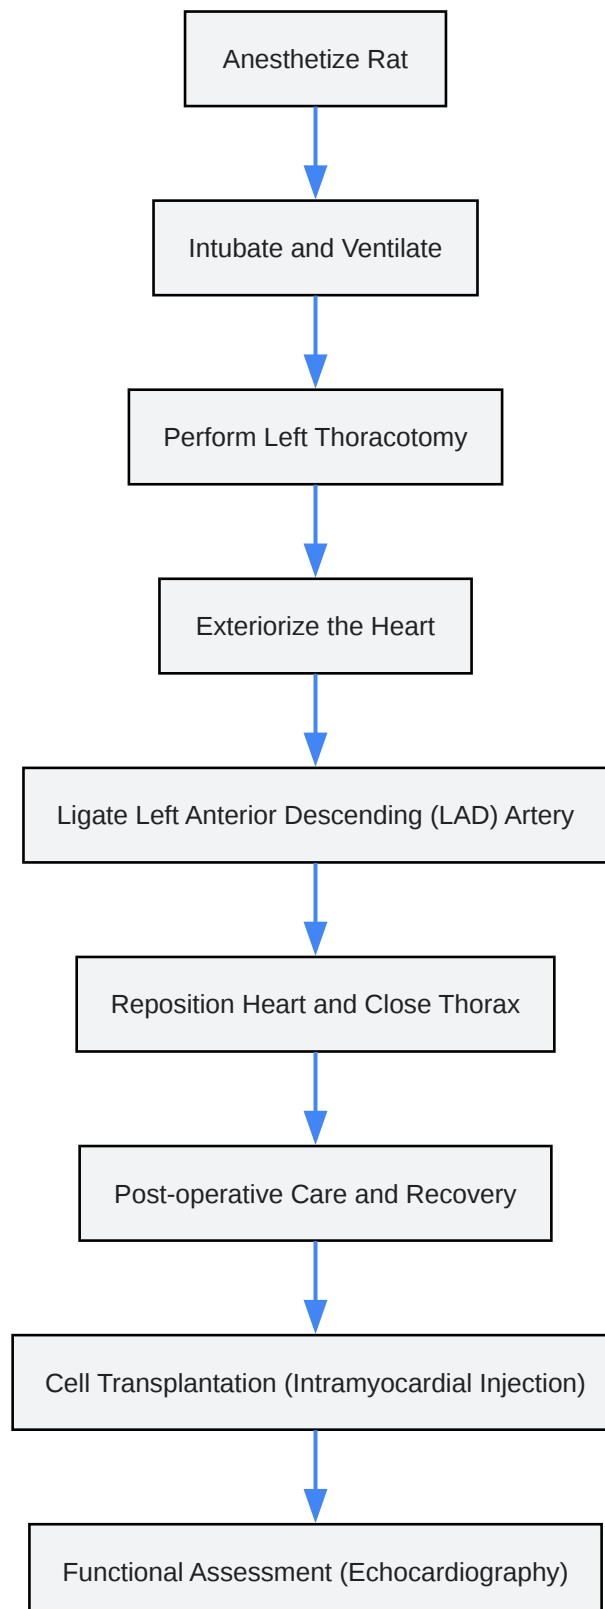 Anesthetize Rat
Intubate and Ventilate
Perform Left Thoracotomy
Exteriorize the Heart
Ligate Left Anterior Descending (LAD) Artery
Reposition Heart and Close Thorax
Post-operative Care and Recovery
Cell Transplantation (Intramyocardial Injection)
Functional Assessment (Echocardiography)